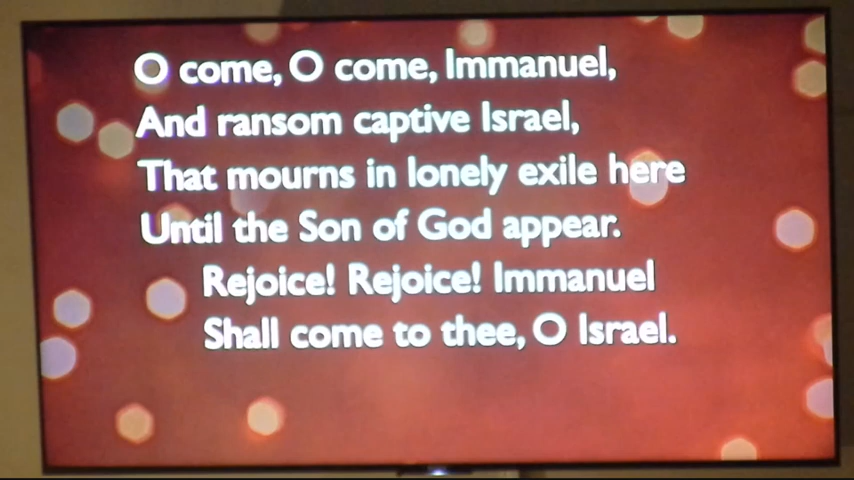 O come, O come, Immanuel,
And ransom captive Israel,
That mourns in lonely exile here
Until the Son of God appear.
Rejoice! Rejoice! Immanuel
Shall come to thee, O Israel.